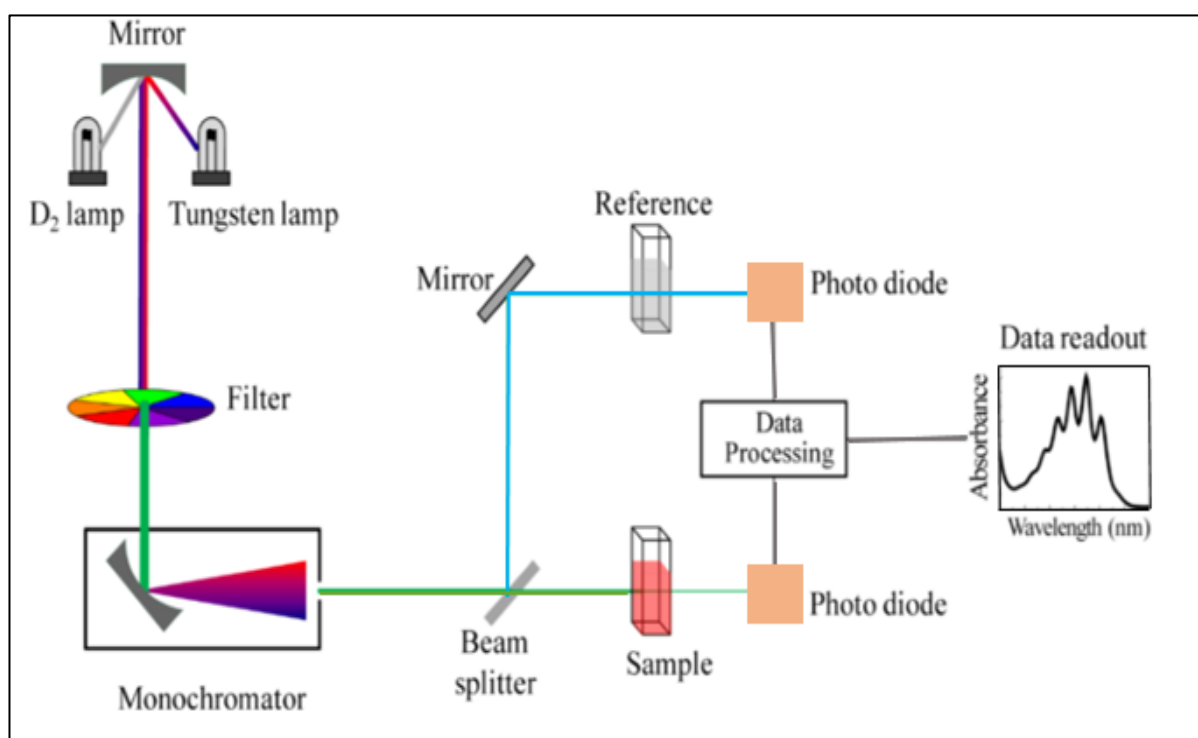 Mirror
D₂ lamp
Tungsten lamp
Filter
Monochromator
Reference
Mirror
Photo diode
Data readout
Data
Processing
Absorbance
Wavelength (nm)
Beam
splitter
Sample
Photo diode